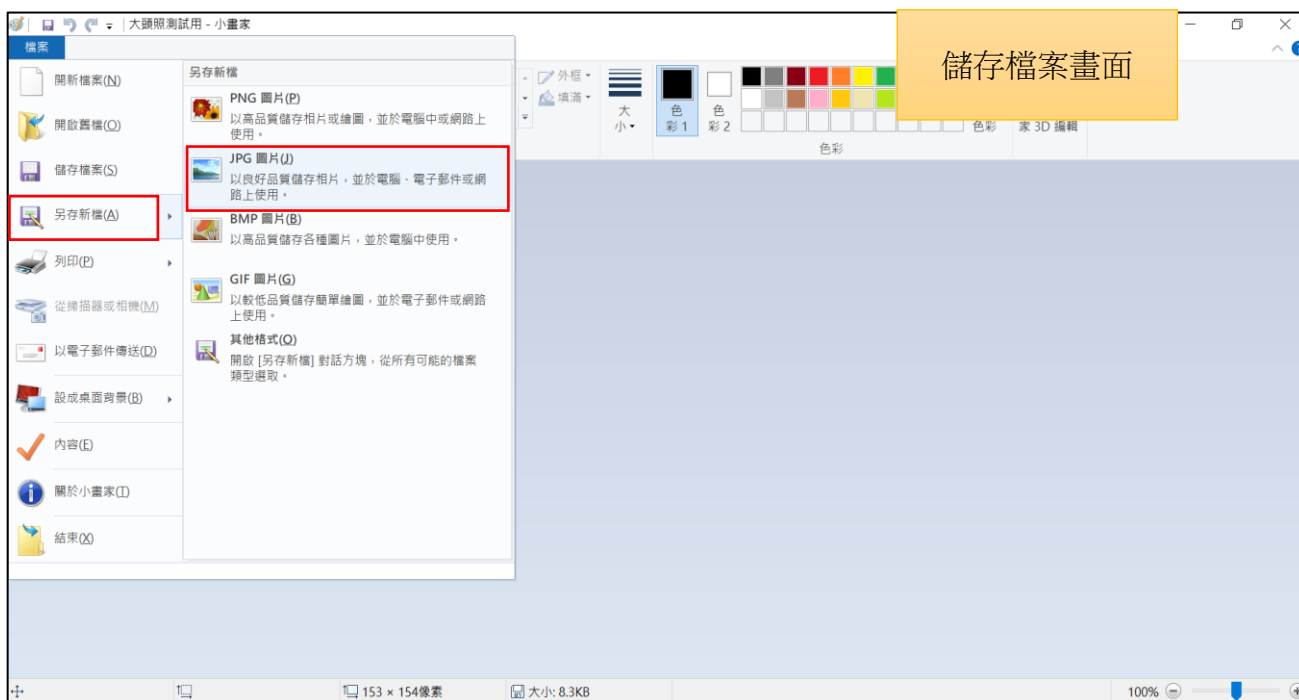 大頭照測試用 - 小畫家
儲存檔案畫面
檔案
開新檔案(N)
開啟舊檔(O)
儲存檔案(S)
另存新檔(A)
列印(P)
從掃描器或相機(M)
以電子郵件傳送(D)
設成桌面背景(B)
內容(E)
關於小畫家(T)
結束(X)
另存新檔
PNG 圖片(P)
以高品質儲存相片或繪圖,並於電腦中或網路上
使用。
JPG 圖片(J)
以良好品質儲存相片,並於電腦、電子郵件或網
路上使用。
BMP 圖片(B)
以高品質儲存各種圖片,並於電腦中使用。
GIF 圖片(G)
以較低品質儲存簡單繪圖,並於電子郵件或網路
上使用。
其他格式(O)
開啟 [另存新檔] 對話方塊,從所有可能的檔案
類型選取。
外框
填滿
大
小
色
彩 1
色
彩 2
色彩
家 3D 編輯
色彩
153 × 154像素
大小: 8.3KB
100%